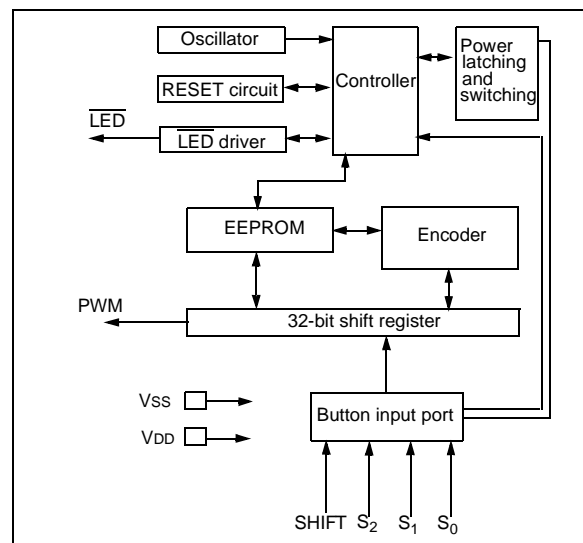 Oscillator
RESET circuit
LED
LED driver
Controller
Power
latching
and
switching
EEPROM
Encoder
PWM
32-bit shift register
VSS
VDD
Button input port
SHIFT
S2
S1
S0